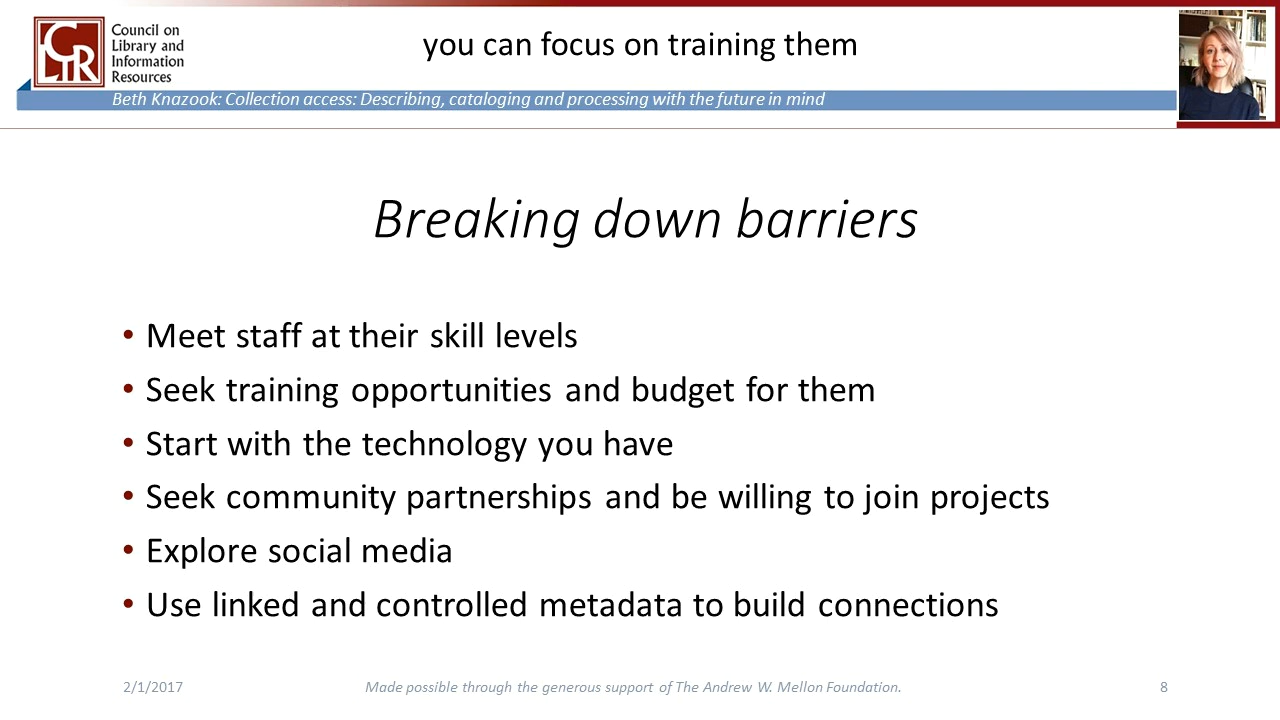 CLIR
Council on
Library and
Information
Resources
you can focus on training them
Beth Knazook: Collection access: Describing, cataloging and processing with the future in mind
Breaking down barriers
• Meet staff at their skill levels
• Seek training opportunities and budget for them
• Start with the technology you have
• Seek community partnerships and be willing to join projects
• Explore social media
• Use linked and controlled metadata to build connections
2/1/2017
Made possible through the generous support of The Andrew W. Mellon Foundation.
8